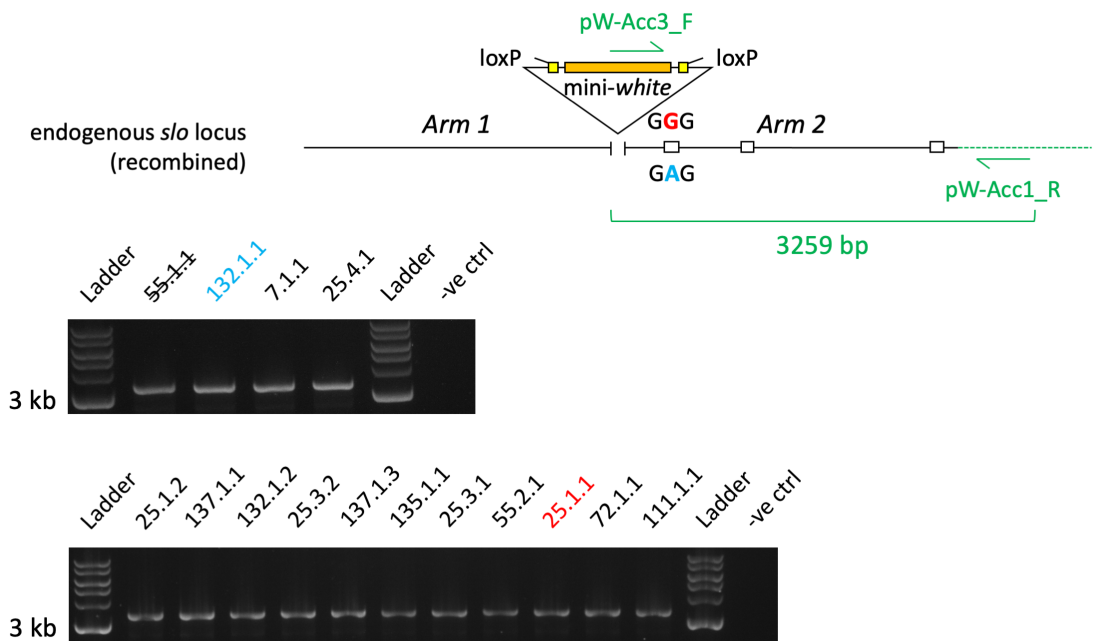 pW-Acc3_F
loxP
loxP
mini-white
endogenous slo locus
(recombined)
Arm 1
GGG
Arm 2
GAG
pW-Acc1_R
3259 bp
Ladder
55.1.1
132.1.1
7.1.1
25.4.1
Ladder
-ve ctrl
3 kb
Ladder
25.1.2
137.1.1
132.1.2
25.3.2
137.1.3
135.1.1
25.3.1
55.2.1
25.1.1
72.1.1
111.1.1
Ladder
-ve ctrl
3 kb